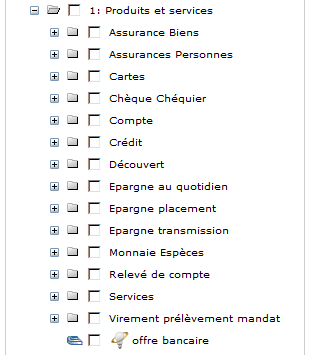 1: Produits et services
Assurance Biens
Assurances Personnes
Cartes
Chèque Chéquier
Compte
Crédit
Découvert
Epargne au quotidien
Epargne placement
Epargne transmission
Monnaie Espèces
Relevé de compte
Services
Virement prélèvement mandat
offre bancaire